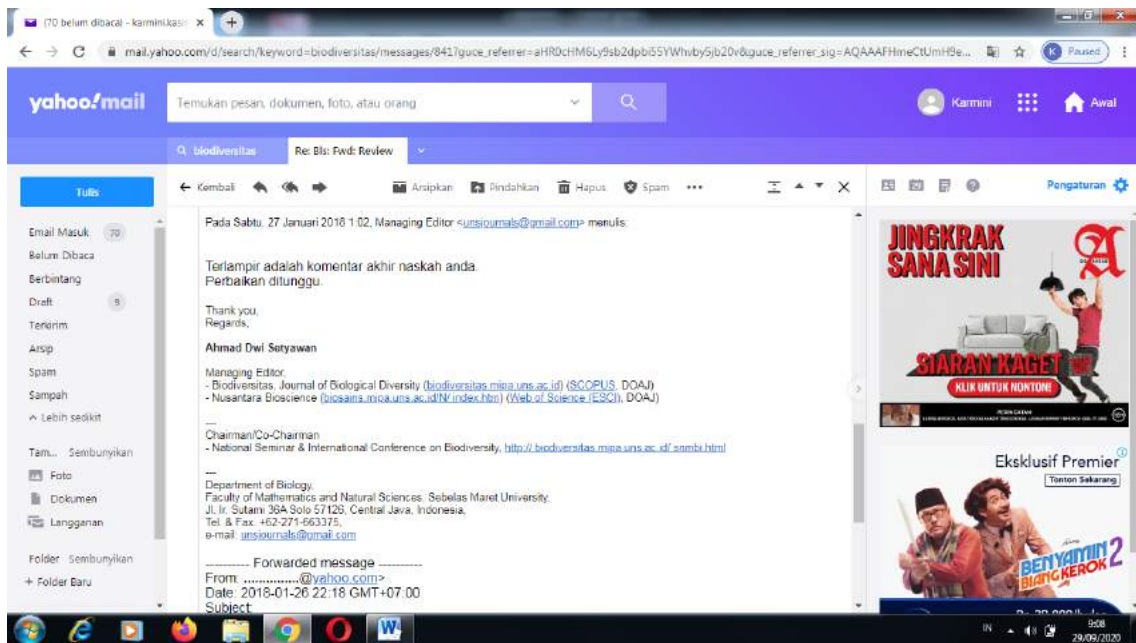 (70 belum dibaca) - karmini.kasi
mail.yahoo.com/d/search/keyword=biodiversitas/messages/841?guce_referrer=aHR0cHM6Ly9sb2dpbi55YWhvby5jb20v&guce_referrer_sig=AQAAAFHmeCtUmH9e...
Paused
yahoo!mail
Temukan pesan, dokumen, foto, atau orang
Karmini
Awal
biodiversitas
Re: Bls: Fwd: Review
Tulis
Kembali
Arsipkan
Pindahkan
Hapus
Spam
Pengaturan
Email Masuk 70
Belum Dibaca
Berbintang
Draft 9
Terkirim
Arsip
Spam
Sampah
Lebih sedikit
Tam... Sembunyikan
Foto
Dokumen
Langganan
Folder Sembunyikan
+ Folder Baru
Pada Sabtu, 27 Januari 2018 1:02, Managing Editor <unsjournals@gmail.com> menulis:
Terlampir adalah komentar akhir naskah anda.
Perbaikan ditunggu.
Thank you,
Regards,
Ahmad Dwi Setyawan
Managing Editor,
- Biodiversitas, Journal of Biological Diversity (biodiversitas.mipa.uns.ac.id) (SCOPUS, DOAJ)
- Nusantara Bioscience (biosains.mipa.uns.ac.id/N/index.htm) (Web of Science (ESCI), DOAJ)
---
Chairman/Co-Chairman
- National Seminar & International Conference on Biodiversity, http://biodiversitas.mipa.uns.ac.id/snmbi.html
---
Department of Biology,
Faculty of Mathematics and Natural Sciences, Sebelas Maret University,
Jl. Ir. Sutami 36A Solo 57126, Central Java, Indonesia,
Tel. & Fax. +62-271-663375,
e-mail: unsjournals@gmail.com
---------- Forwarded message ----------
From: ...............@yahoo.com>
Date: 2018-01-26 22:18 GMT+07:00
Subject:
JINGKRAK
SANA SINI
SIARAN KAGET
KLIK UNTUK NONTON!
Eksklusif Premier
Tonton Sekarang
BENYAMIN
BIANG KEROK 2
IN
9:08
29/09/2020